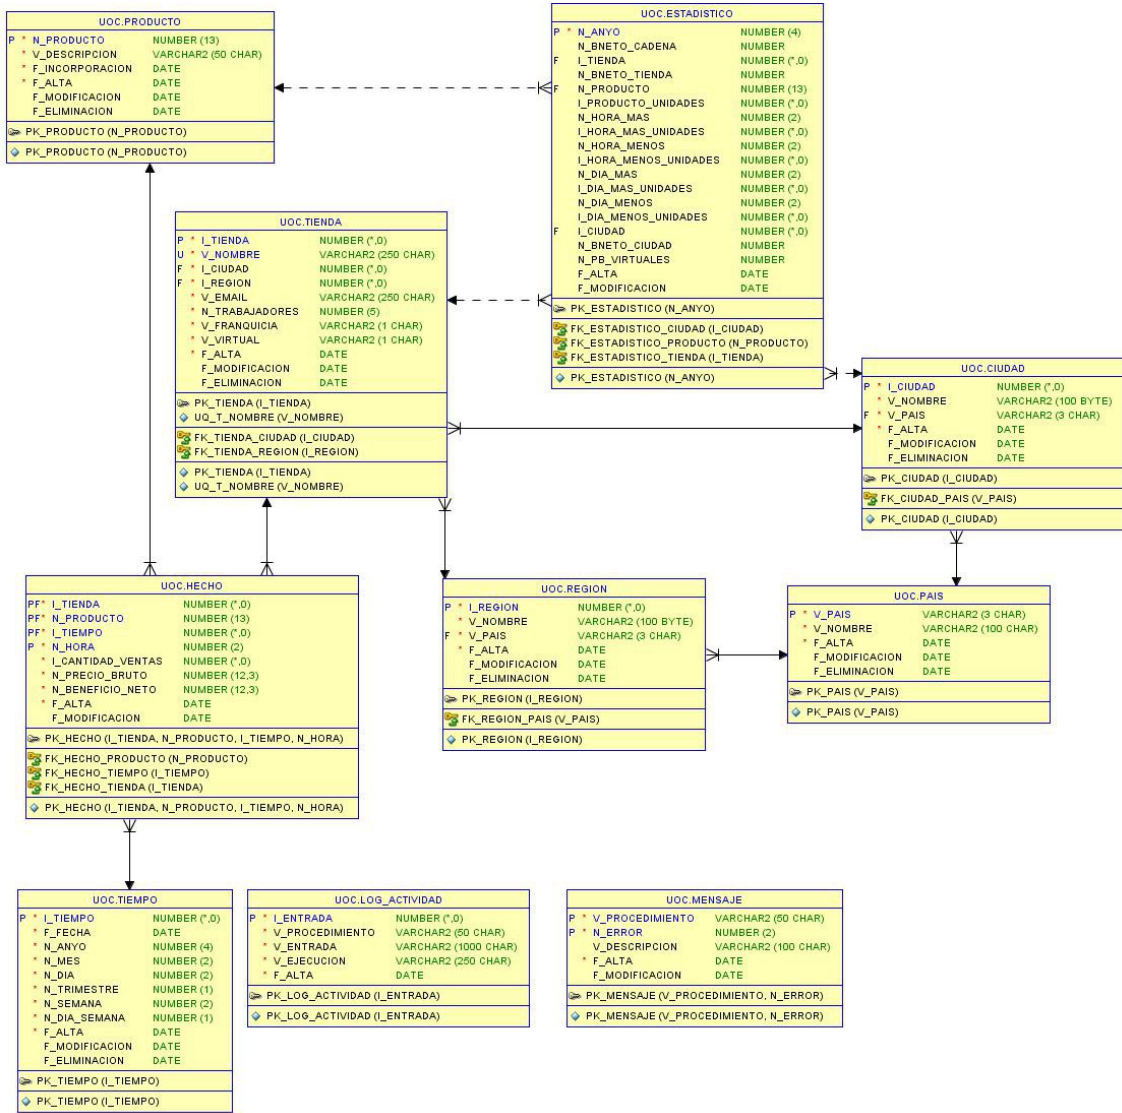 UOC.PRODUCTO
P * N_PRODUCTO NUMBER (13)
* V_DESCRIPCION VARCHAR2 (50 CHAR)
* F_INCORPORACION DATE
* F_ALTA DATE
F_MODIFICACION DATE
F_ELIMINACION DATE
PK_PRODUCTO (N_PRODUCTO)
PK_PRODUCTO (N_PRODUCTO)
UOC.ESTADISTICO
P * N_ANYO NUMBER (4)
N_BNETO_CADENA NUMBER
F I_TIENDA NUMBER (*,0)
N_BNETO_TIENDA NUMBER
F N_PRODUCTO NUMBER (13)
I_PRODUCTO_UNIDADES NUMBER (*,0)
N_HORA_MAS NUMBER (2)
I_HORA_MAS_UNIDADES NUMBER (*,0)
N_HORA_MENOS NUMBER (2)
I_HORA_MENOS_UNIDADES NUMBER (*,0)
N_DIA_MAS NUMBER (2)
I_DIA_MAS_UNIDADES NUMBER (*,0)
N_DIA_MENOS NUMBER (2)
I_DIA_MENOS_UNIDADES NUMBER (*,0)
F I_CIUDAD NUMBER (*,0)
N_BNETO_CIUDAD NUMBER
N_PB_VIRTUALES NUMBER
F_ALTA DATE
F_MODIFICACION DATE
PK_ESTADISTICO (N_ANYO)
FK_ESTADISTICO_CIUDAD (I_CIUDAD)
FK_ESTADISTICO_PRODUCTO (N_PRODUCTO)
FK_ESTADISTICO_TIENDA (I_TIENDA)
PK_ESTADISTICO (N_ANYO)
UOC.TIENDA
P * I_TIENDA NUMBER (*,0)
U * V_NOMBRE VARCHAR2 (250 CHAR)
F * I_CIUDAD NUMBER (*,0)
F * I_REGION NUMBER (*,0)
* V_EMAIL VARCHAR2 (250 CHAR)
* N_TRABAJADORES NUMBER (5)
* V_FRANQUICIA VARCHAR2 (1 CHAR)
* V_VIRTUAL VARCHAR2 (1 CHAR)
* F_ALTA DATE
F_MODIFICACION DATE
F_ELIMINACION DATE
PK_TIENDA (I_TIENDA)
UQ_T_NOMBRE (V_NOMBRE)
FK_TIENDA_CIUDAD (I_CIUDAD)
FK_TIENDA_REGION (I_REGION)
PK_TIENDA (I_TIENDA)
UQ_T_NOMBRE (V_NOMBRE)
UOC.CIUDAD
P * I_CIUDAD NUMBER (*,0)
* V_NOMBRE VARCHAR2 (100 BYTE)
F * V_PAIS VARCHAR2 (3 CHAR)
* F_ALTA DATE
F_MODIFICACION DATE
F_ELIMINACION DATE
PK_CIUDAD (I_CIUDAD)
FK_CIUDAD_PAIS (V_PAIS)
PK_CIUDAD (I_CIUDAD)
UOC.HECHO
PF* I_TIENDA NUMBER (*,0)
PF* N_PRODUCTO NUMBER (13)
PF* I_TIEMPO NUMBER (*,0)
P * N_HORA NUMBER (2)
* I_CANTIDAD_VENTAS NUMBER (*,0)
* N_PRECIO_BRUTO NUMBER (12,3)
* N_BENEFICIO_NETO NUMBER (12,3)
* F_ALTA DATE
F_MODIFICACION DATE
PK_HECHO (I_TIENDA, N_PRODUCTO, I_TIEMPO, N_HORA)
FK_HECHO_PRODUCTO (N_PRODUCTO)
FK_HECHO_TIEMPO (I_TIEMPO)
FK_HECHO_TIENDA (I_TIENDA)
PK_HECHO (I_TIENDA, N_PRODUCTO, I_TIEMPO, N_HORA)
UOC.REGION
P * I_REGION NUMBER (*,0)
* V_NOMBRE VARCHAR2 (100 BYTE)
F * V_PAIS VARCHAR2 (3 CHAR)
* F_ALTA DATE
F_MODIFICACION DATE
F_ELIMINACION DATE
PK_REGION (I_REGION)
FK_REGION_PAIS (V_PAIS)
PK_REGION (I_REGION)
UOC.PAIS
P * V_PAIS VARCHAR2 (3 CHAR)
* V_NOMBRE VARCHAR2 (100 CHAR)
* F_ALTA DATE
F_MODIFICACION DATE
F_ELIMINACION DATE
PK_PAIS (V_PAIS)
PK_PAIS (V_PAIS)
UOC.TIEMPO
P * I_TIEMPO NUMBER (*,0)
* F_FECHA DATE
* N_ANYO NUMBER (4)
* N_MES NUMBER (2)
* N_DIA NUMBER (2)
* N_TRIMESTRE NUMBER (1)
* N_SEMANA NUMBER (2)
* N_DIA_SEMANA NUMBER (1)
* F_ALTA DATE
F_MODIFICACION DATE
F_ELIMINACION DATE
PK_TIEMPO (I_TIEMPO)
PK_TIEMPO (I_TIEMPO)
UOC.LOG_ACTIVIDAD
P * I_ENTRADA NUMBER (*,0)
* V_PROCEDIMIENTO VARCHAR2 (50 CHAR)
* V_ENTRADA VARCHAR2 (1000 CHAR)
* V_EJECUCION VARCHAR2 (250 CHAR)
* F_ALTA DATE
PK_LOG_ACTIVIDAD (I_ENTRADA)
PK_LOG_ACTIVIDAD (I_ENTRADA)
UOC.MENSAJE
P * V_PROCEDIMIENTO VARCHAR2 (50 CHAR)
P * N_ERROR NUMBER (2)
V_DESCRIPCION VARCHAR2 (100 CHAR)
* F_ALTA DATE
F_MODIFICACION DATE
PK_MENSAJE (V_PROCEDIMIENTO, N_ERROR)
PK_MENSAJE (V_PROCEDIMIENTO, N_ERROR)